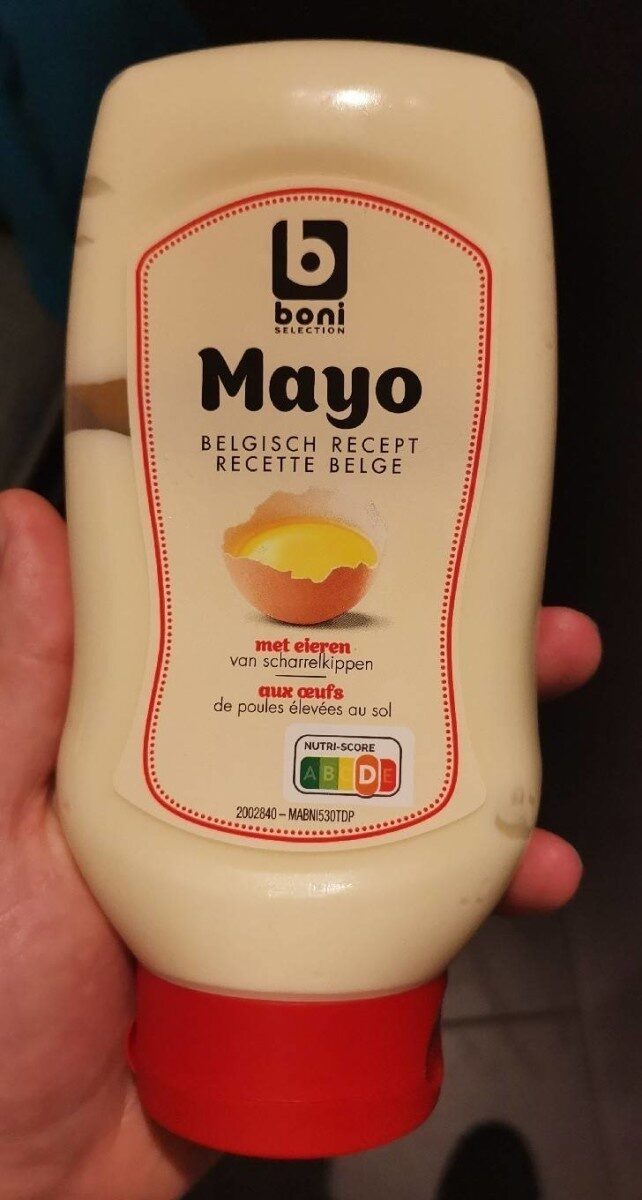 b
boni
SELECTION
Mayo
BELGISCH RECEPT
RECETTE BELGE
met eieren
van scharrelkippen
aux œufs
de poules élevées au sol
NUTRI-SCORE
A B C D E
2002840 – MABNI530TDP